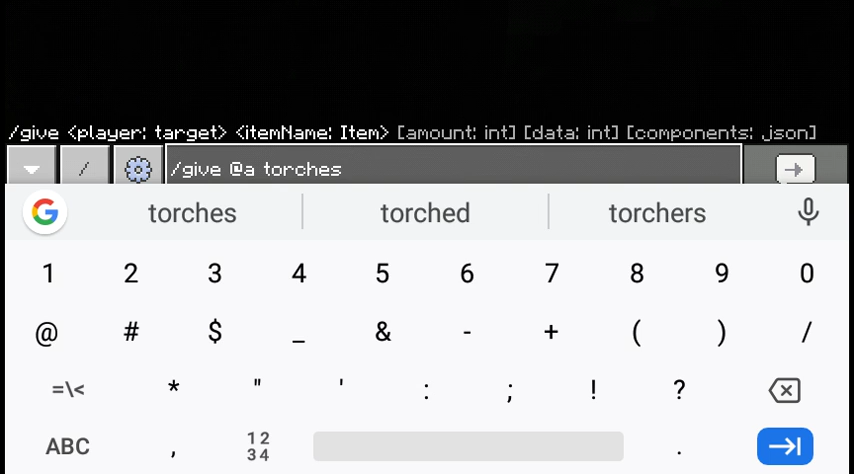 /give <player: target> <itemName: Item> [amount: int] [data: int] [components: json]
/ /give @a torches
G torches torched torchers
1 2 3 4 5 6 7 8 9 0
@ # $ _ & - + ( ) /
=\< * " ' : ; ! ?
ABC , 12 .
34